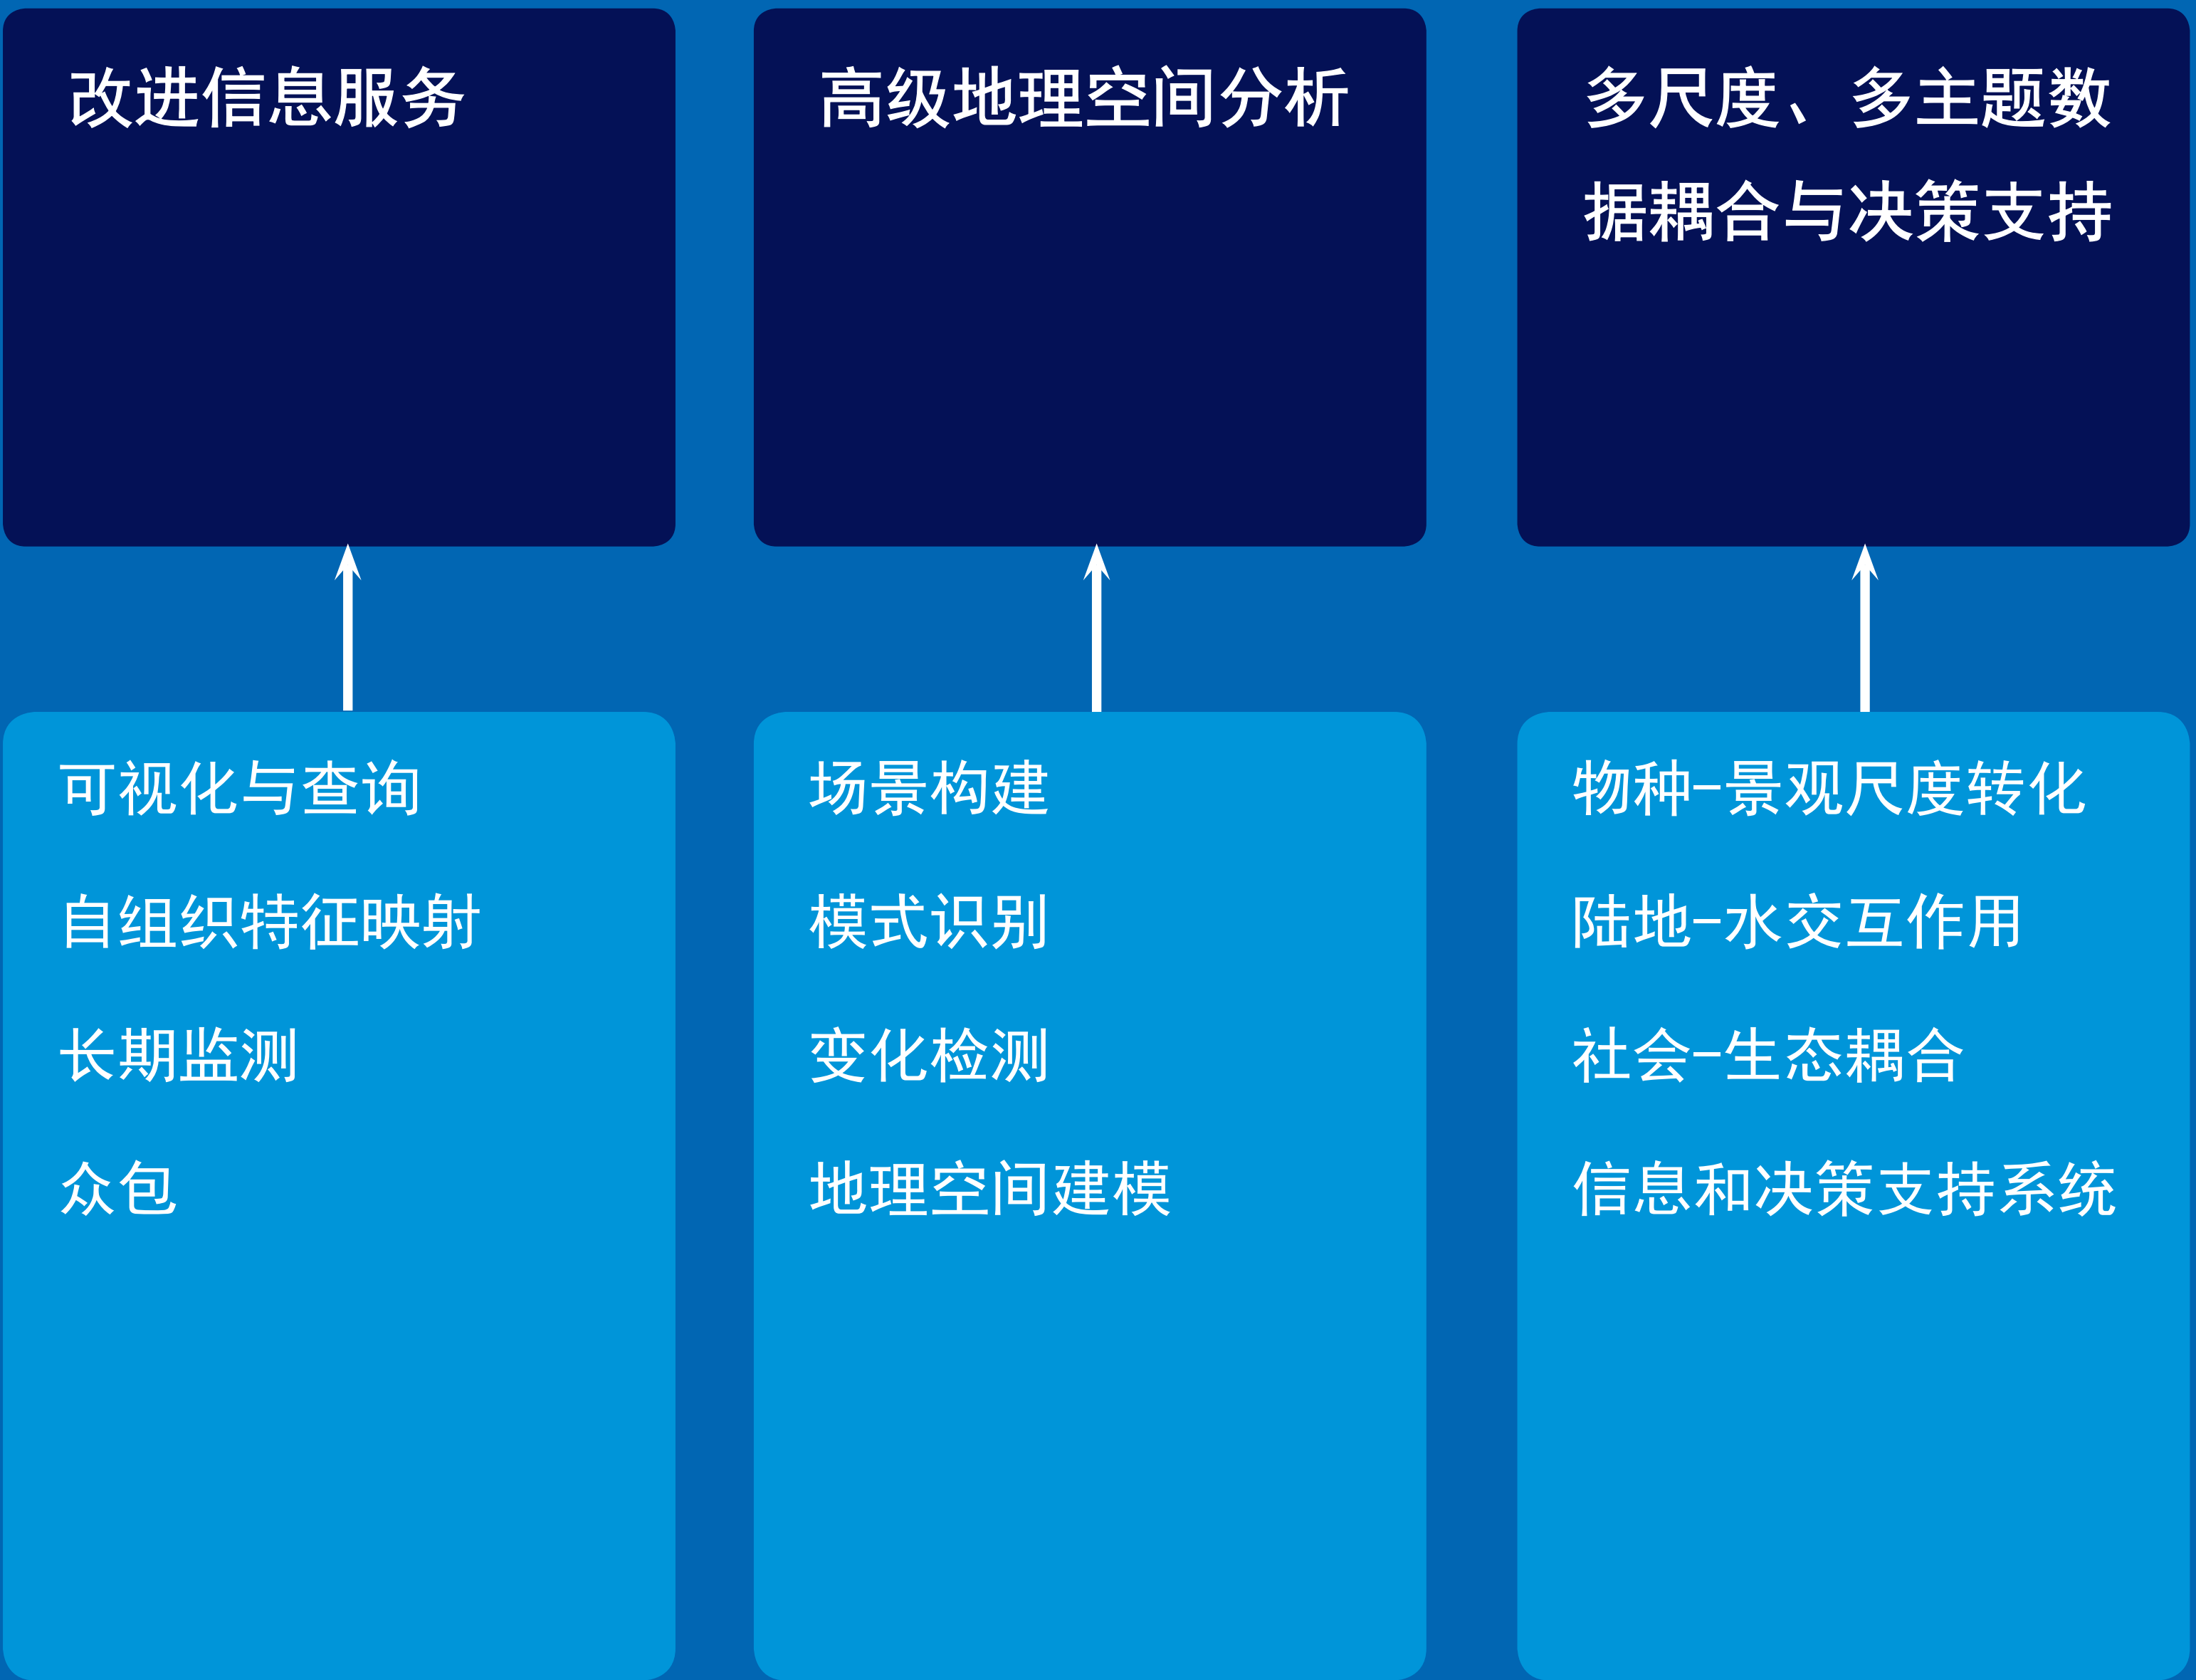 改进信息服务
高级地理空间分析
多尺度、多主题数
据耦合与决策支持
可视化与查询
自组织特征映射
长期监测
众包
场景构建
模式识别
变化检测
地理空间建模
物种–景观尺度转化
陆地–水交互作用
社会–生态耦合
信息和决策支持系统